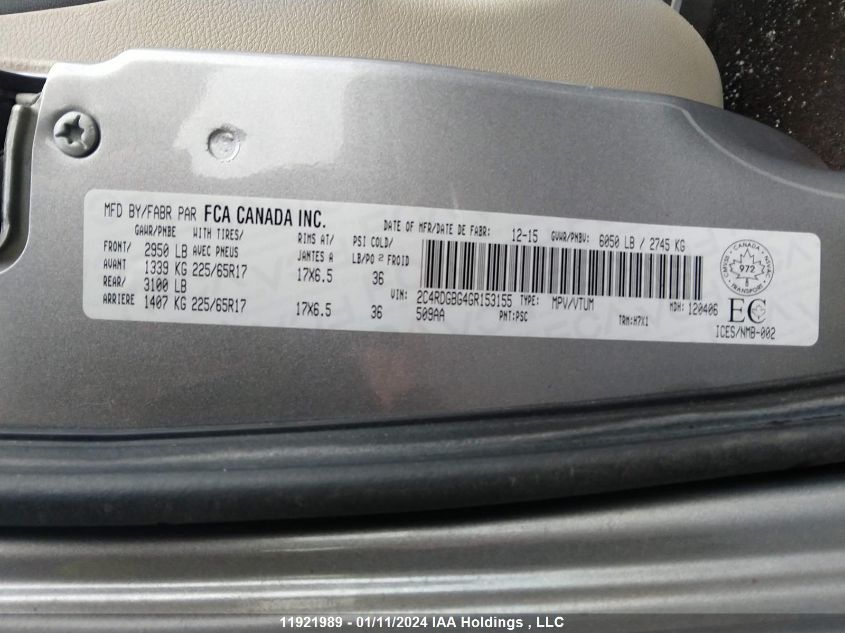 MFD BY/FABR PAR FCA CANADA INC.
DATE OF MFR/DATE DE FABR: 12-15 GVWR/PNBV: 6050 LB / 2745 KG
GAWR/PNBE WITH TIRES/ RIMS AT/ PSI COLD/
AVEC PNEUS JANTES A LB/PO² FROID
FRONT/ 2950 LB
AVANT 1339 KG 225/65R17 17X6.5 36
REAR/ 3100 LB
ARRIERE 1407 KG 225/65R17 17X6.5 36
VIN: 2C4RDGBG4GR153155 TYPE: MPV/VTUM MDH: 120406
509AA PNT:PSC TRM:H7X1
CANADA
972
TRANSPORT
EC
ICES/NMB-002
11921989 - 01/11/2024 IAA Holdings , LLC